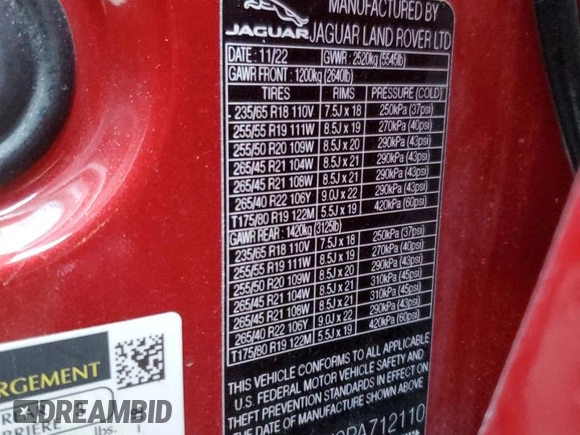 MANUFACTURED BY
JAGUAR JAGUAR LAND ROVER LTD
DATE : 11/22 GVWR : 2520kg (5545lb)
GAWR FRONT : 1200kg (2640lb)
TIRES RIMS PRESSURE (COLD)
235/65 R18 110V 7.5J x 18 250kPa (37psi)
255/55 R19 111W 8.5J x 19 270kPa (40psi)
255/50 R20 109W 8.5J x 20 290kPa (43psi)
265/45 R21 104W 8.5J x 21 290kPa (43psi)
265/45 R21 108W 8.5J x 21 290kPa (43psi)
265/40 R22 106Y 9.0J x 22 290kPa (43psi)
T175/80 R19 122M 5.5J x 19 420kPa (60psi)
GAWR REAR : 1420kg (3125lb)
235/65 R18 110V 7.5J x 18 250kPa (37psi)
255/55 R19 111W 8.5J x 19 270kPa (40psi)
255/50 R20 109W 8.5J x 20 290kPa (43psi)
265/45 R21 104W 8.5J x 21 310kPa (45psi)
265/45 R21 108W 8.5J x 21 310kPa (45psi)
265/40 R22 106Y 9.0J x 22 290kPa (43psi)
T175/80 R19 122M 5.5J x 19 420kPa (60psi)
THIS VEHICLE CONFORMS TO ALL APPLICABLE
U.S. FEDERAL MOTOR VEHICLE SAFETY AND
THEFT PREVENTION STANDARDS IN EFFECT ON
THE DATE OF MANUFACTURE SHOWN
PA712110
RGEMENT
lbs.
DREAMBID